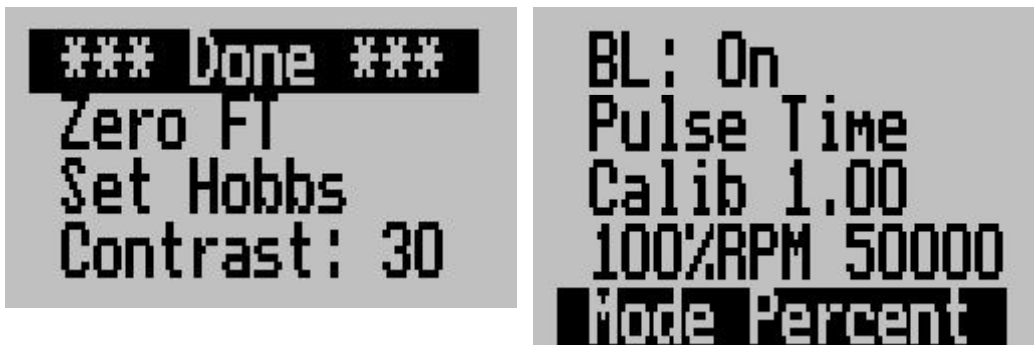 *** Done ***
Zero FT
Set Hobbs
Contrast: 30
BL: On
Pulse Time
Calib 1.00
100%RPM 50000
Mode Percent